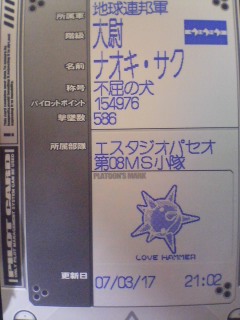 所属軍
地球連邦軍
階級
大尉
名前
ナオキ・サク
称号
不屈の犬
パイロットポイント
154976
撃墜数
586
所属部隊
エスタジオパセオ
第08MS小隊
PLATOON'S MARK
LOVE HAMMER
更新日
07/03/17 21:02
PILOT CARD